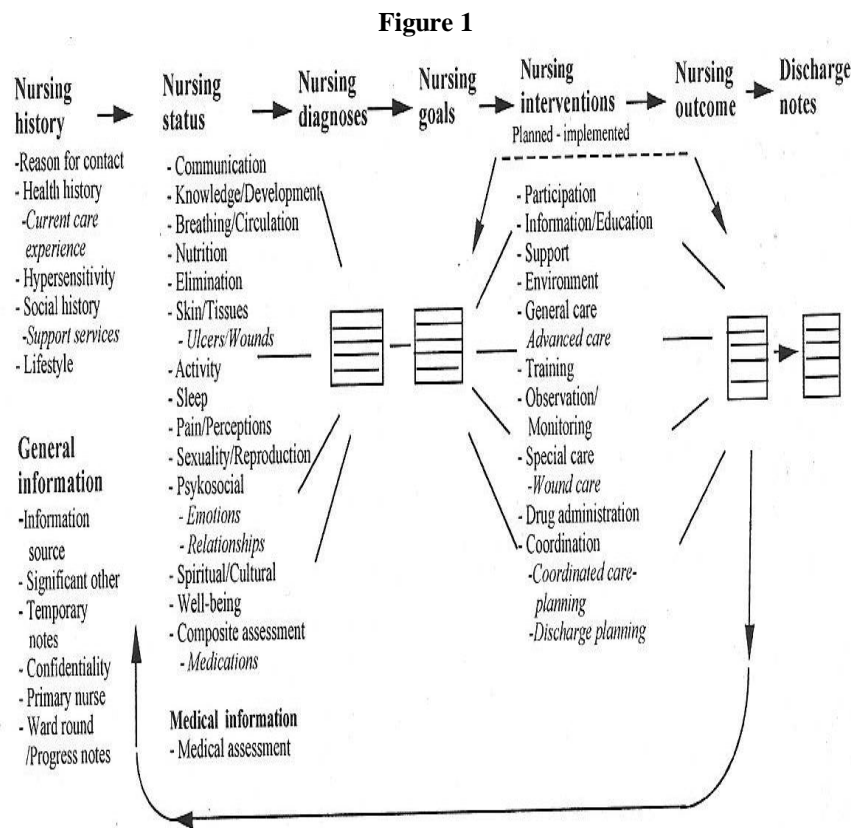 Figure 1
Nursing
history
Nursing
status
Nursing
diagnoses
Nursing
goals
Nursing
interventions
Planned - implemented
Nursing
outcome
Discharge
notes
-Reason for contact
- Health history
-Current care
experience
- Hypersensitivity
- Social history
-Support services
- Lifestyle
General
information
-Information
source
- Significant other
- Temporary
notes
- Confidentiality
- Primary nurse
- Ward round
/Progress notes
- Communication
- Knowledge/Development
- Breathing/Circulation
- Nutrition
- Elimination
- Skin/Tissues
- Ulcers/Wounds
- Activity
- Sleep
- Pain/Perceptions
- Sexuality/Reproduction
- Psykosocial
- Emotions
- Relationships
- Spiritual/Cultural
- Well-being
- Composite assessment
- Medications
Medical information
- Medical assessment
- Participation
- Information/Education
- Support
- Environment
- General care
Advanced care
- Training
- Observation/
Monitoring
- Special care
-Wound care
- Drug administration
- Coordination
-Coordinated care-
planning
-Discharge planning